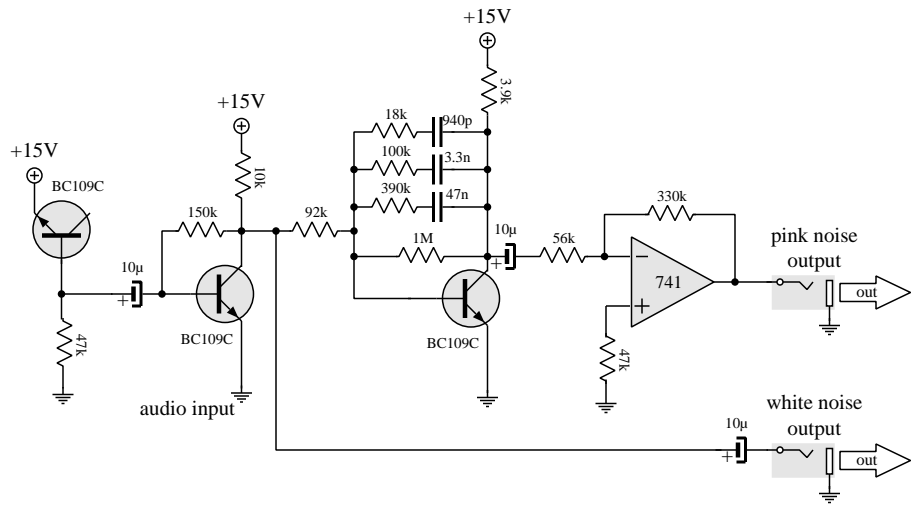 +15V
3.9k
+15V
18k
940p
100k
3.3n
+15V
BC109C
10k
390k
47n
150k
92k
330k
1M
10µ
56k
pink noise
output
10µ
+
+
−
741
+
out
47k
BC109C
BC109C
47k
audio input
white noise
output
10µ
+
out